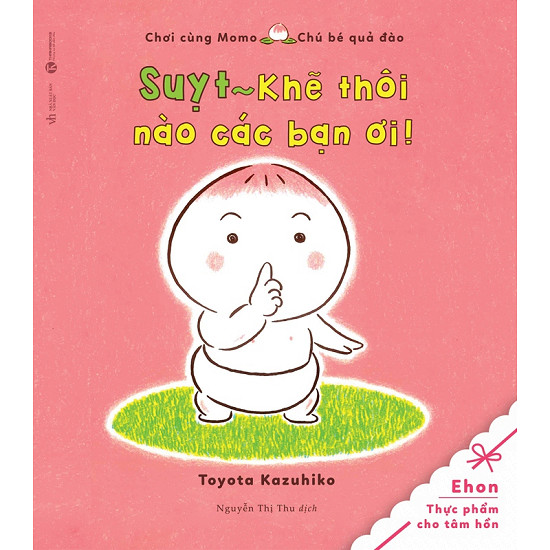 Chơi cùng Momo Chú bé quả đào
Suỵt~Khẽ thôi
nào các bạn ơi!
Toyota Kazuhiko
Nguyễn Thị Thu dịch
Ehon
Thực phẩm
cho tâm hồn